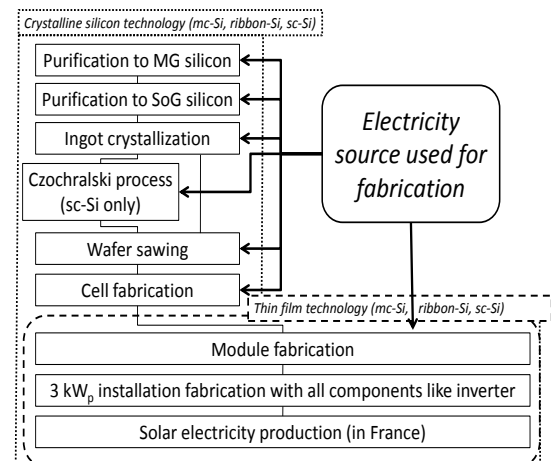 Crystalline silicon technology (mc-Si, ribbon-Si, sc-Si)
Purification to MG silicon
Purification to SoG silicon
Ingot crystallization
Czochralski process
(sc-Si only)
Wafer sawing
Cell fabrication
Electricity
source used for
fabrication
Thin film technology (mc-Si, ribbon-Si, sc-Si)
Module fabrication
3 kWp installation fabrication with all components like inverter
Solar electricity production (in France)